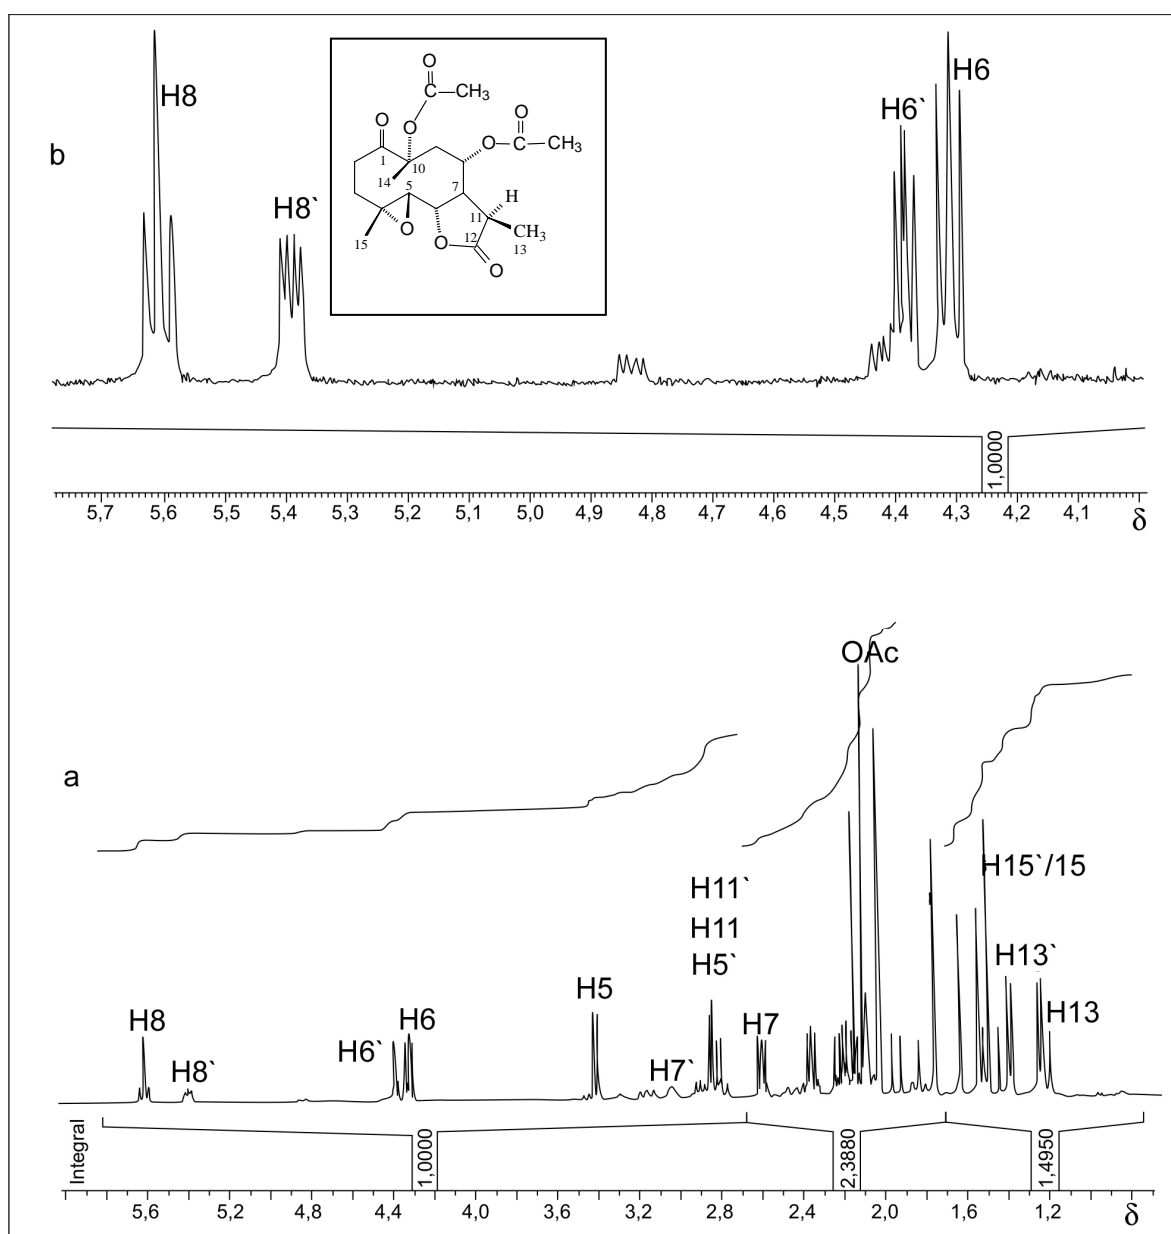 b
H8
H8`
H6`
H6
O
C
CH₃
O
O
O
C
CH₃
O
1
10
14
5
7
H
11
CH₃
13
12
O
O
O
15
1,0000
5,7 5,6 5,5 5,4 5,3 5,2 5,1 5,0 4,9 4,8 4,7 4,6 4,5 4,4 4,3 4,2 4,1 δ
a
OAc
H15`/15
H11`
H11
H5`
H13`
H5
H8
H6
H7
H13
H6`
H8`
H7`
Integral
1,0000
2,3880
1,4950
5,6 5,2 4,8 4,4 4,0 3,6 3,2 2,8 2,4 2,0 1,6 1,2 δ